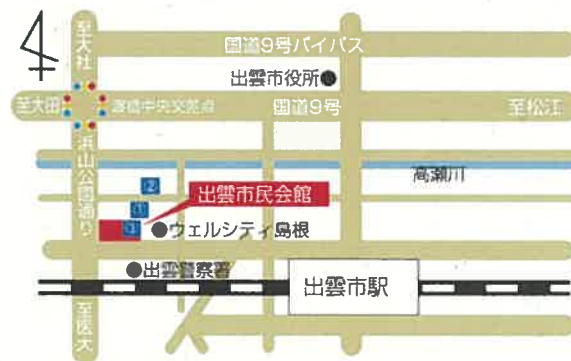 至大社
国道9号バイパス
出雲市役所●
至大田
渡橋中央交差点
国道9号
至松江
浜山公園通り
高瀬川
②
出雲市民会館
①
③
●ウェルシティ島根
●出雲警察署
出雲市駅
至医大